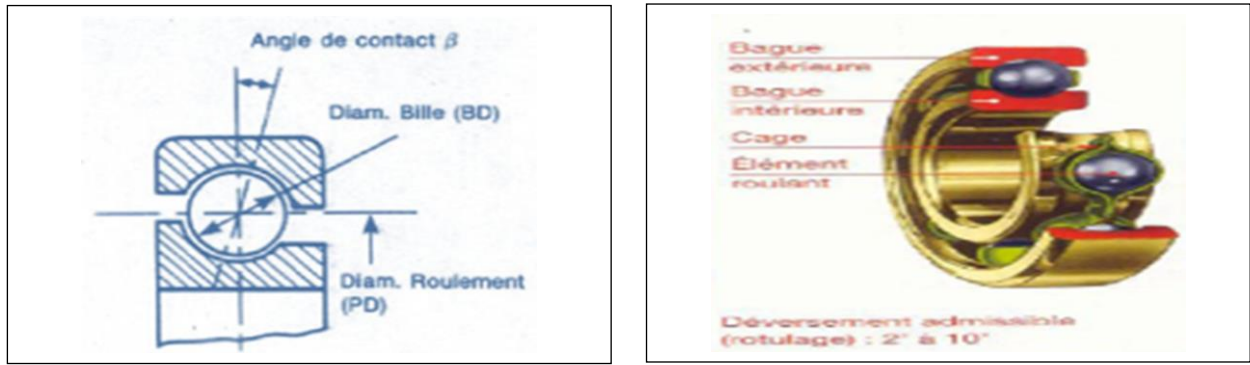 Angle de contact β
Diam. Bille (BD)
Diam. Roulement
(PD)
Bague
extérieure
Bague
intérieure
Cage
Élément
roulant
Déversement admissible
(rotulage) : 2° à 10°